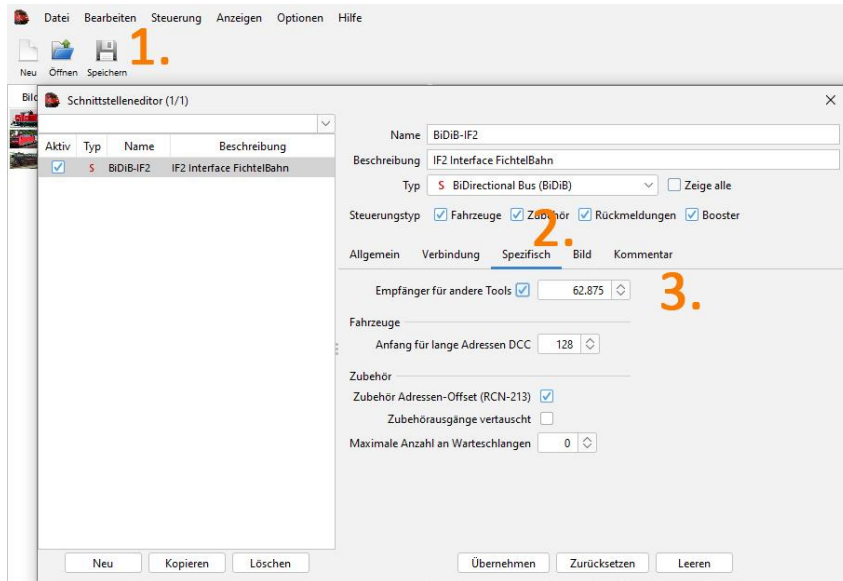 Datei Bearbeiten Steuerung Anzeigen Optionen Hilfe
1.
Neu Öffnen Speichern
Schnittstelleneditor (1/1)
Aktiv Typ Name Beschreibung
S BiDiB-IF2 IF2 Interface FichtelBahn
Name BiDiB-IF2
Beschreibung IF2 Interface FichtelBahn
Typ S BiDirectional Bus (BiDiB) Zeige alle
Steuerungstyp Fahrzeuge Zubehör Rückmeldungen Booster
2.
Allgemein Verbindung Spezifisch Bild Kommentar
Empfänger für andere Tools 62.875
3.
Fahrzeuge
Anfang für lange Adressen DCC 128
Zubehör
Zubehör Adressen-Offset (RCN-213)
Zubehörausgänge vertauscht
Maximale Anzahl an Warteschlangen 0
Neu Kopieren Löschen
Übernehmen Zurücksetzen Leeren